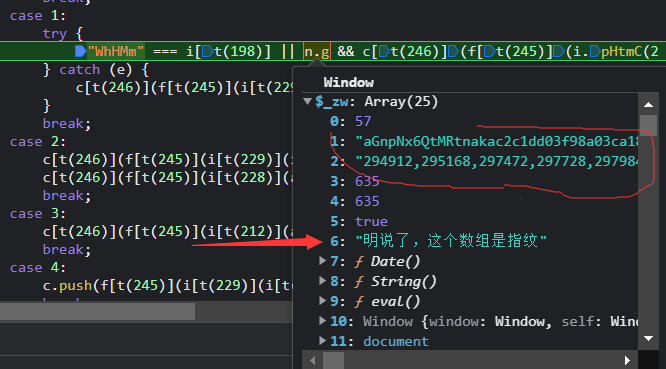 case 1:
try {
"WhHMm" === i[t(198)] || n.g && c[t(246)](f[t(245)](i.pHtmC(2
} catch (e) {
c[t(246)](f[t(245)](i[t(229
}
break;
case 2:
c[t(246)](f[t(245)](i[t(229)](i
c[t(246)](f[t(245)](i[t(228)](a
break;
case 3:
c[t(246)](f[t(245)](i[t(212)](a
break;
case 4:
c.push(f[t(245)](i[t(229)](i[t(
Window
$_zw: Array(25)
0: 57
1: "aGnpNx6QtMRtnakac2c1dd03f98a03ca18
2: "294912,295168,297472,297728,297984
3: 635
4: 635
5: true
6: "明说了，这个数组是指纹"
7: ƒ Date()
8: ƒ String()
9: ƒ eval()
10: Window {window: Window, self: Win
11: document